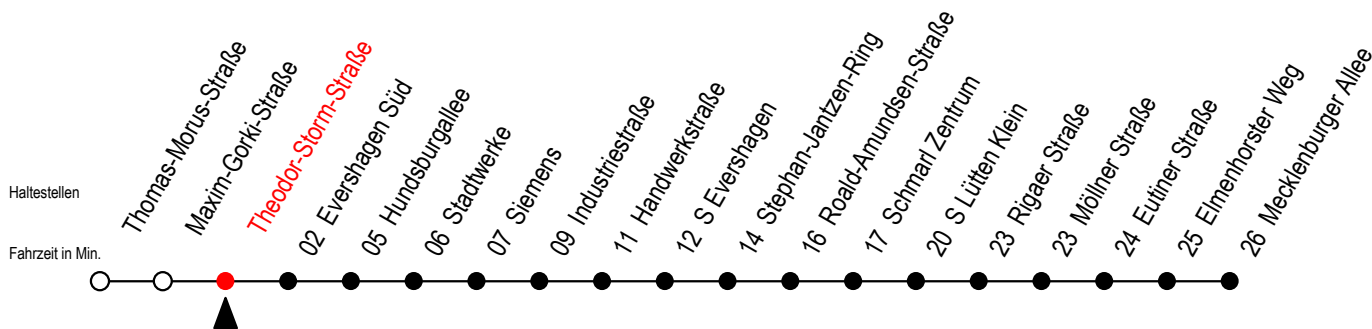 Haltestellen
Fahrzeit in Min.
Thomas-Morus-Straße
Maxim-Gorki-Straße
Theodor-Storm-Straße
02 Evershagen Süd
05 Hundsburgallee
06 Stadtwerke
07 Siemens
09 Industriestraße
11 Handwerkstraße
12 S Evershagen
14 Stephan-Jantzen-Ring
16 Roald-Amundsen-Straße
17 Schmarl Zentrum
20 S Lütten Klein
23 Rigaer Straße
23 Möllner Straße
24 Eutiner Straße
25 Elmenhorster Weg
26 Mecklenburger Allee